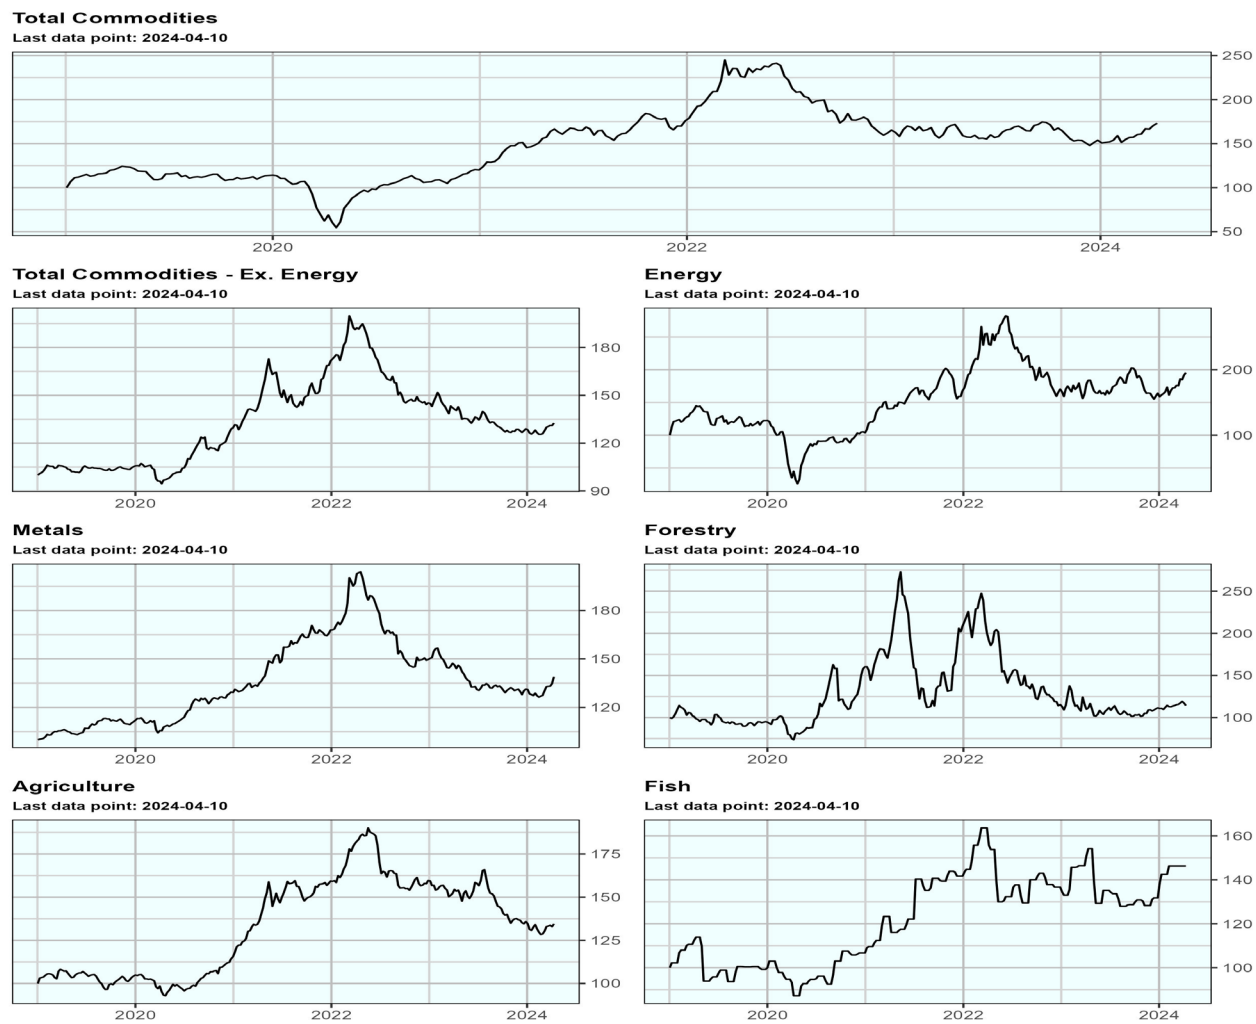 Total Commodities
Last data point: 2024-04-10
250
200
150
100
50
2020 2022 2024
Total Commodities - Ex. Energy
Last data point: 2024-04-10
180
150
120
90
2020 2022 2024
Energy
Last data point: 2024-04-10
200
100
2020 2022 2024
Metals
Last data point: 2024-04-10
180
150
120
2020 2022 2024
Forestry
Last data point: 2024-04-10
250
200
150
100
2020 2022 2024
Agriculture
Last data point: 2024-04-10
175
150
125
100
2020 2022 2024
Fish
Last data point: 2024-04-10
160
140
120
100
2020 2022 2024